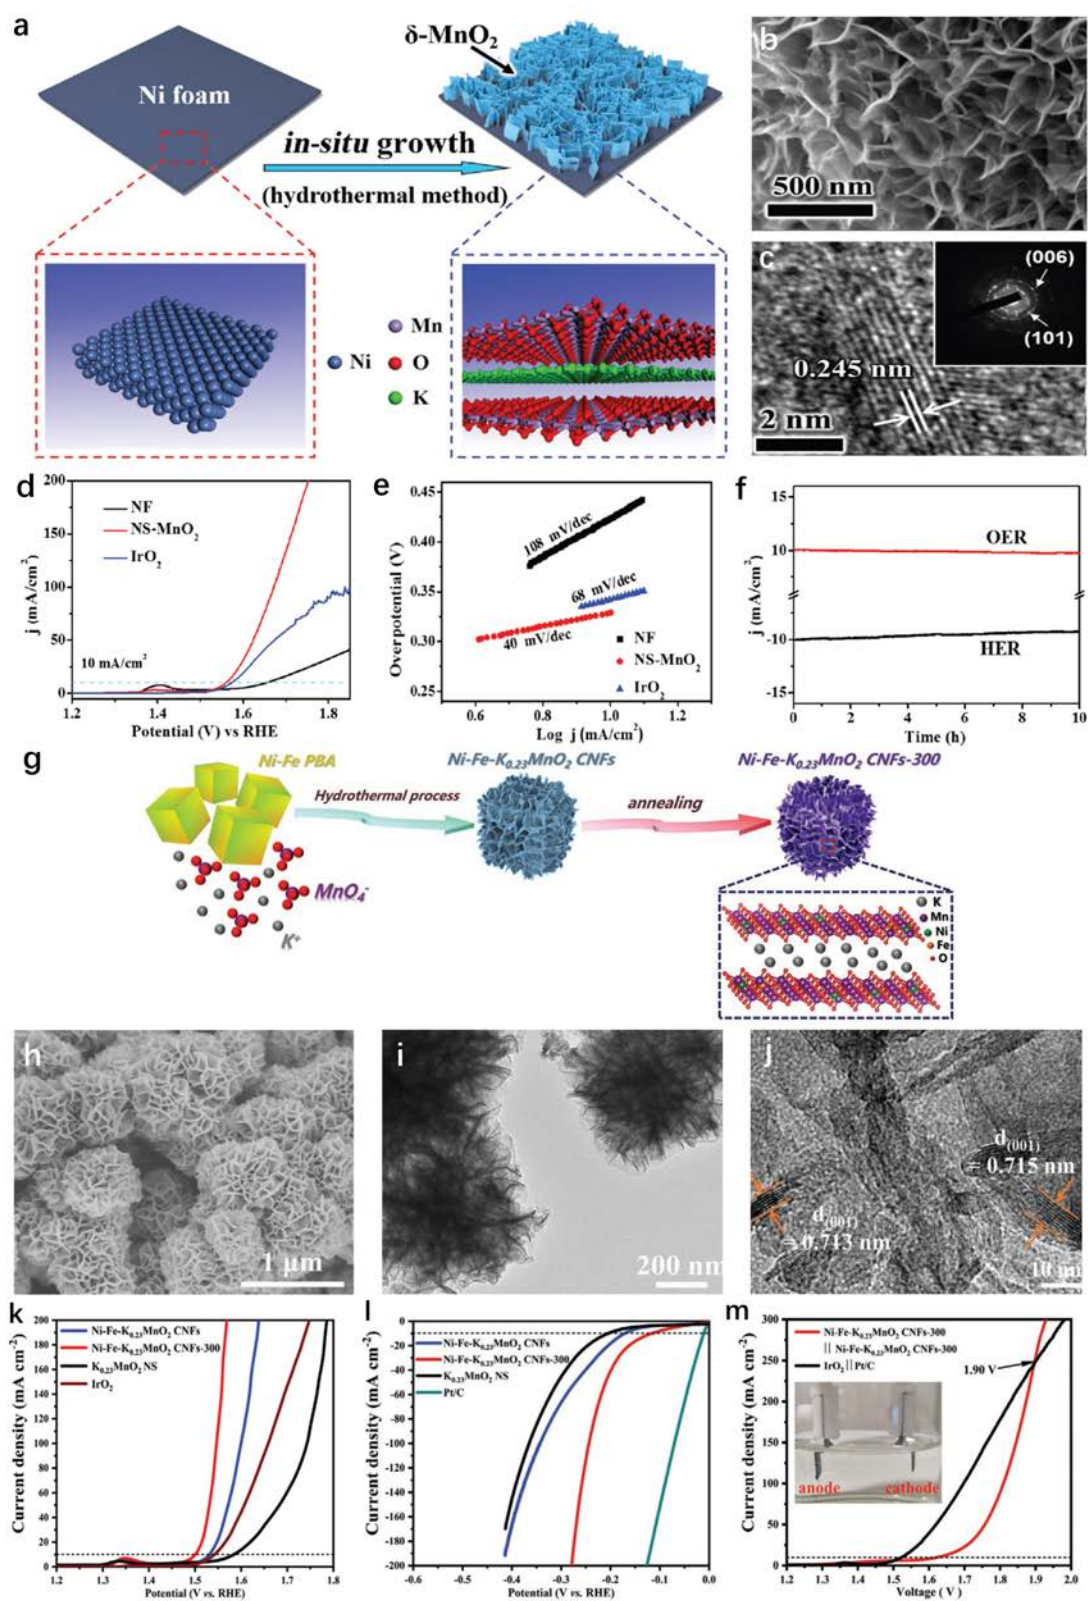 a
Ni foam
in-situ growth
(hydrothermal method)
δ-MnO₂
Ni
Mn
O
K
b
500 nm
c
(006)
(101)
0.245 nm
2 nm
d
200
150
100
50
0
j (mA/cm²)
NF
NS-MnO₂
IrO₂
10 mA/cm²
1.2 1.4 1.6 1.8
Potential (V) vs RHE
e
0.45
0.40
0.35
0.30
0.25
Overpotential (V)
108 mV/dec
68 mV/dec
40 mV/dec
NF
NS-MnO₂
IrO₂
0.6 0.8 1.0 1.2
Log j (mA/cm²)
f
15
10
-10
-15
j (mA/cm²)
OER
HER
0 2 4 6 8 10
Time (h)
g
Ni-Fe PBA
Hydrothermal process
Ni-Fe-K₀.₂₃MnO₂ CNFs
annealing
Ni-Fe-K₀.₂₃MnO₂ CNFs-300
MnO₄⁻
K⁺
K
Mn
Ni
Fe
O
h
1 μm
i
200 nm
j
d(001)
= 0.715 nm
d(001)
= 0.713 nm
10 nm
k
200
180
160
140
120
100
80
60
40
20
0
Current density (mA cm⁻²)
Ni-Fe-K₀.₂₃MnO₂ CNFs
Ni-Fe-K₀.₂₃MnO₂ CNFs-300
K₀.₂₃MnO₂ NS
IrO₂
1.2 1.3 1.4 1.5 1.6 1.7 1.8
Potential (V vs. RHE)
l
0
-20
-40
-60
-80
-100
-120
-140
-160
-180
-200
Current density (mA cm⁻²)
Ni-Fe-K₀.₂₃MnO₂ CNFs
Ni-Fe-K₀.₂₃MnO₂ CNFs-300
K₀.₂₃MnO₂ NS
Pt/C
-0.6 -0.5 -0.4 -0.3 -0.2 -0.1 0.0
Potential (V vs. RHE)
m
300
250
200
150
100
50
0
Current density (mA cm⁻²)
Ni-Fe-K₀.₂₃MnO₂ CNFs-300
|| Ni-Fe-K₀.₂₃MnO₂ CNFs-300
IrO₂||Pt/C
1.90 V
anode
cathode
1.2 1.3 1.4 1.5 1.6 1.7 1.8 1.9 2.0
Voltage ( V )